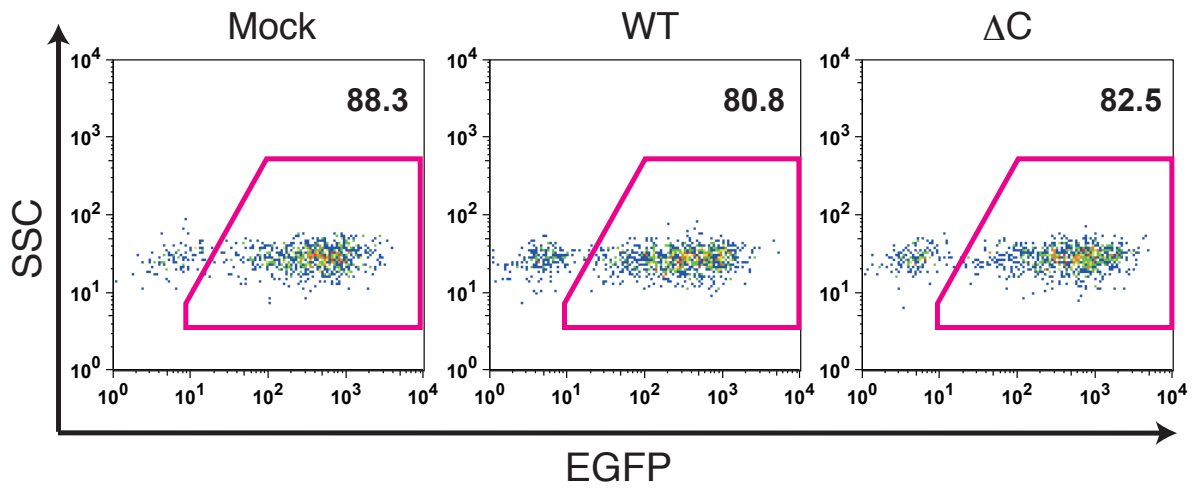 Mock WT ΔC
10⁴ 10⁴ 10⁴
88.3 80.8 82.5
10³ 10³ 10³
SSC
10² 10² 10²
10¹ 10¹ 10¹
10⁰ 10⁰ 10⁰
10⁰ 10¹ 10² 10³ 10⁴ 10⁰ 10¹ 10² 10³ 10⁴ 10⁰ 10¹ 10² 10³ 10⁴
EGFP